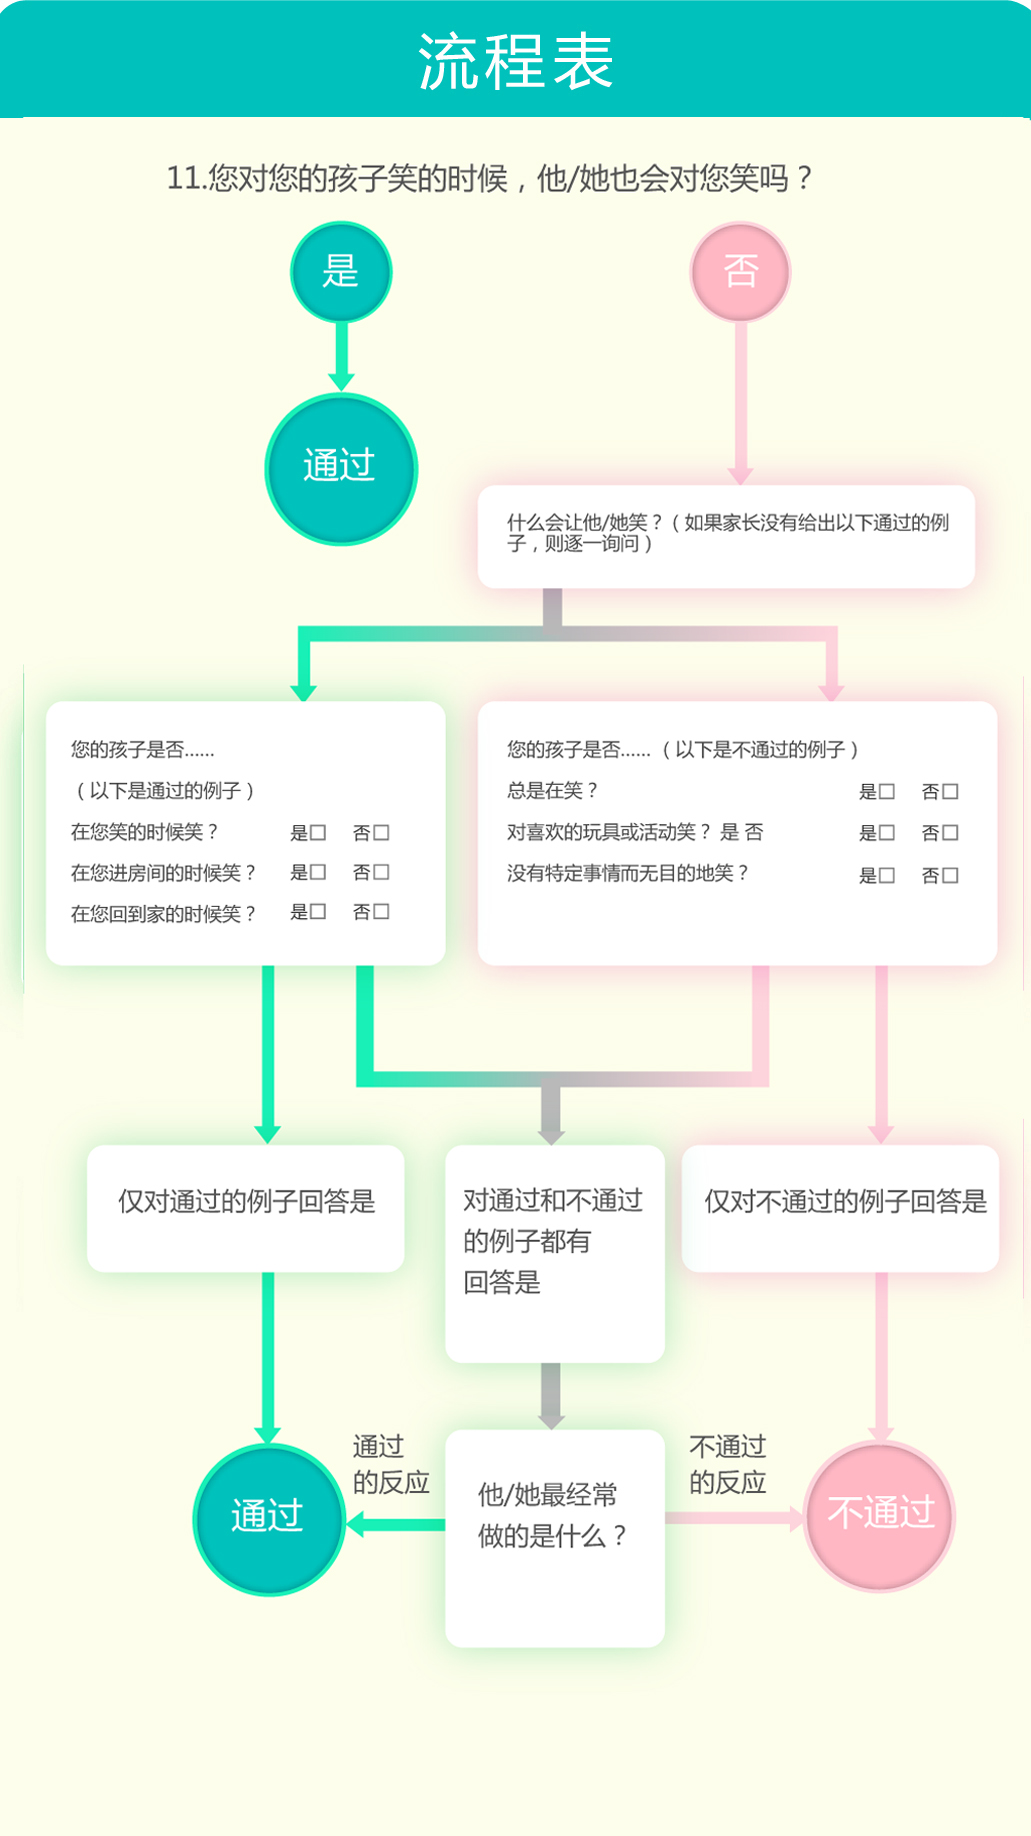 流程表
11.您对您的孩子笑的时候，他/她也会对您笑吗？
是
否
通过
什么会让他/她笑？（如果家长没有给出以下通过的例
子，则逐一询问）
您的孩子是否......
（以下是通过的例子）
在您笑的时候笑？ 是□ 否□
在您进房间的时候笑？ 是□ 否□
在您回到家的时候笑？ 是□ 否□
您的孩子是否......（以下是不通过的例子）
总是在笑？ 是□ 否□
对喜欢的玩具或活动笑？ 是 否 是□ 否□
没有特定事情而无目的地笑？ 是□ 否□
仅对通过的例子回答是
对通过和不通过
的例子都有
回答是
仅对不通过的例子回答是
通过
的反应
不通过
的反应
通过
他/她最经常
做的是什么？
不通过